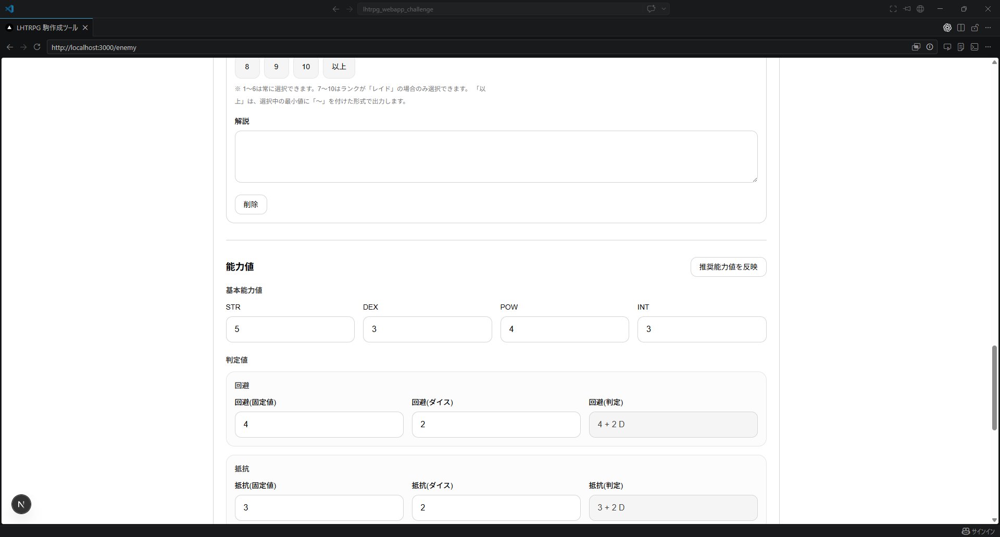 lhtrpg_webapp_challenge
LHTRPG 駒作成ツール
http://localhost:3000/enemy
8 9 10 以上
※ 1〜6は常に選択できます。7〜10はランクが「レイド」の場合のみ選択できます。 「以
上」は、選択中の最小値に「〜」を付けた形式で出力します。
解説
削除
能力値 推奨能力値を反映
基本能力値
STR DEX POW INT
5 3 4 3
判定値
回避
回避(固定値) 回避(ダイス) 回避(判定)
4 2 4 + 2 D
抵抗
抵抗(固定値) 抵抗(ダイス) 抵抗(判定)
3 2 3 + 2 D
N
サインイン